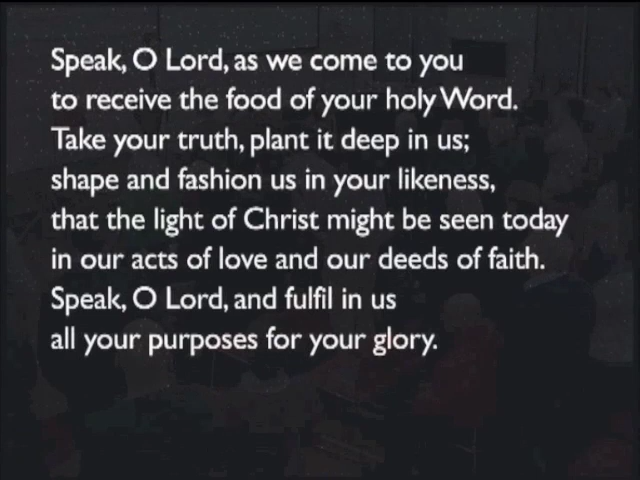 Speak, O Lord, as we come to you
to receive the food of your holy Word.
Take your truth, plant it deep in us;
shape and fashion us in your likeness,
that the light of Christ might be seen today
in our acts of love and our deeds of faith.
Speak, O Lord, and fulfil in us
all your purposes for your glory.